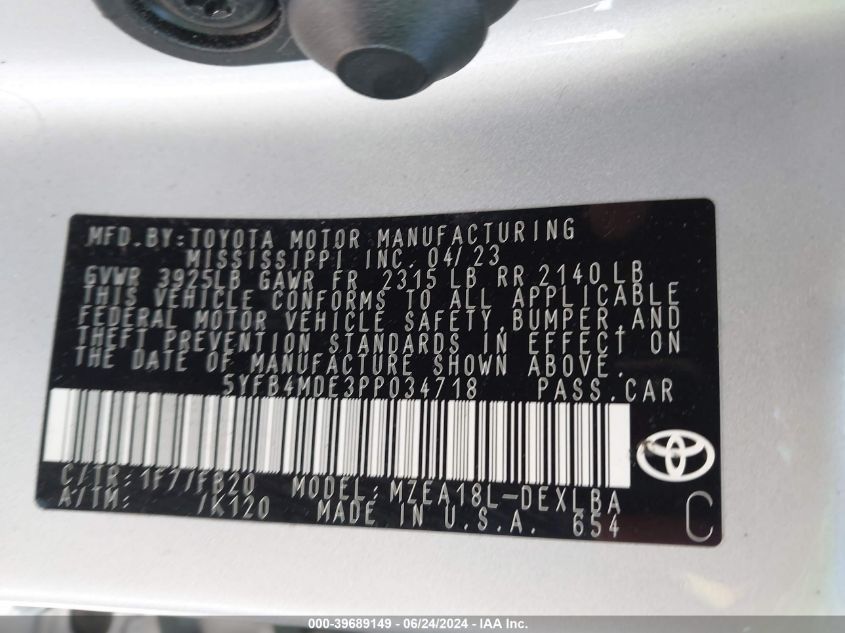 MFD.BY:TOYOTA MOTOR MANUFACTURING
MISSISSIPPI INC. 04/23
GVWR 3925LB GAWR FR 2315 LB RR 2140 LB
THIS VEHICLE CONFORMS TO ALL APPLICABLE
FEDERAL MOTOR VEHICLE SAFETY, BUMPER, AND
THEFT PREVENTION STANDARDS IN EFFECT ON
THE DATE OF MANUFACTURE SHOWN ABOVE.
5YFB4MDE3PP034718 PASS.CAR
C/TR: 1F77/FB20 MODEL: MZEA18L-DEXLBA
A/TM: /K120 MADE IN U.S.A. 654
C
000-39689149 - 06/24/2024 - IAA Inc.